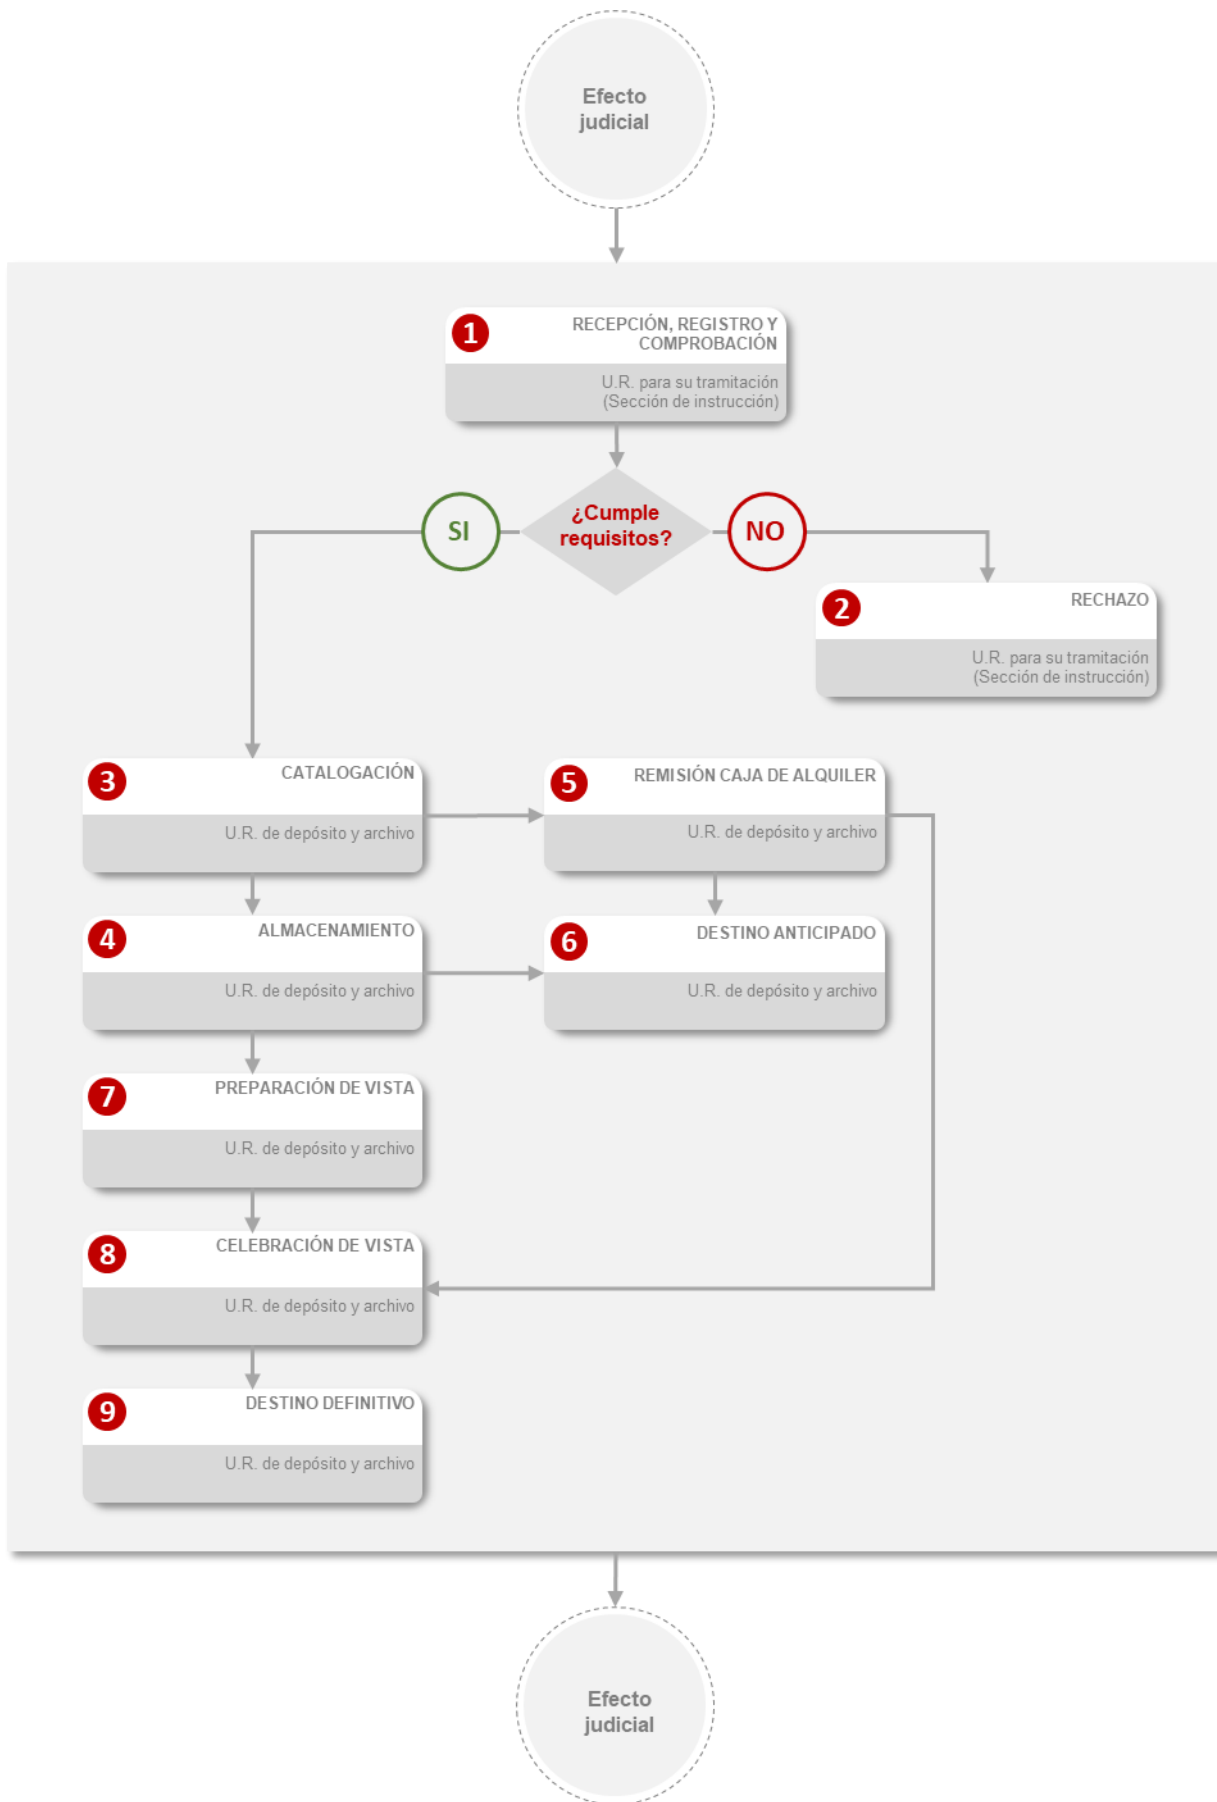 Efecto
judicial
1
RECEPCIÓN, REGISTRO Y
COMPROBACIÓN
U.R. para su tramitación
(Sección de instrucción)
SI
¿Cumple
requisitos?
NO
2
RECHAZO
U.R. para su tramitación
(Sección de instrucción)
3
CATALOGACIÓN
U.R. de depósito y archivo
5
REMISIÓN CAJA DE ALQUILER
U.R. de depósito y archivo
4
ALMACENAMIENTO
U.R. de depósito y archivo
6
DESTINO ANTICIPADO
U.R. de depósito y archivo
7
PREPARACIÓN DE VISTA
U.R. de depósito y archivo
8
CELEBRACIÓN DE VISTA
U.R. de depósito y archivo
9
DESTINO DEFINITIVO
U.R. de depósito y archivo
Efecto
judicial